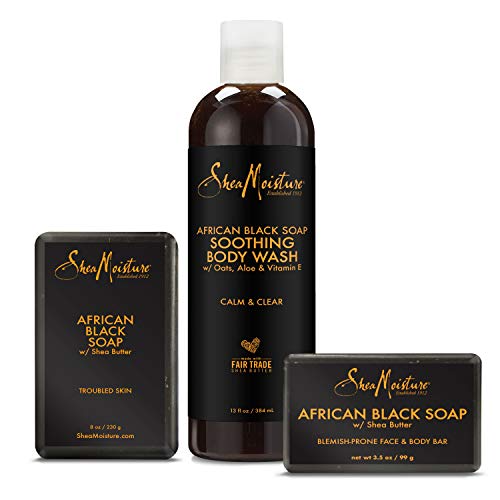 SheaMoisture
Established 1912
AFRICAN
BLACK
SOAP
w/ Shea Butter
TROUBLED SKIN
8 oz / 230 g
SheaMoisture.com
SheaMoisture
Established 1912
AFRICAN BLACK SOAP
SOOTHING
BODY WASH
w/ Oats, Aloe & Vitamin E
CALM & CLEAR
made with
FAIR TRADE
SHEA BUTTER
13 fl oz / 384 mL
SheaMoisture
Established 1912
AFRICAN BLACK SOAP
w/ Shea Butter
BLEMISH-PRONE FACE & BODY BAR
net wt 3.5 oz / 99 g